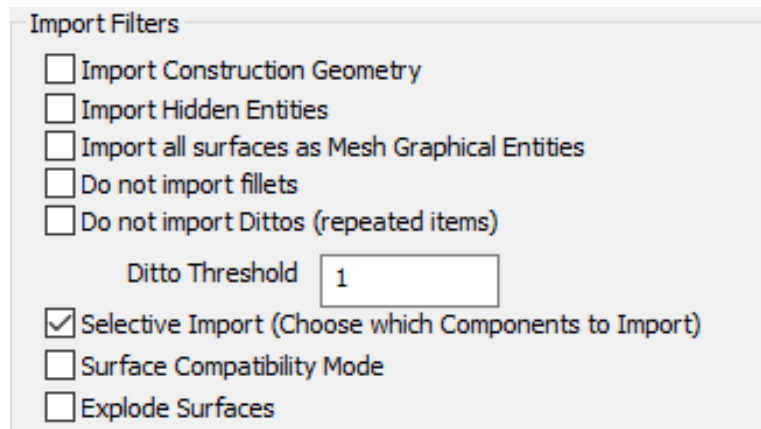 Import Filters
Import Construction Geometry
Import Hidden Entities
Import all surfaces as Mesh Graphical Entities
Do not import fillets
Do not import Dittos (repeated items)
Ditto Threshold 1
Selective Import (Choose which Components to Import)
Surface Compatibility Mode
Explode Surfaces